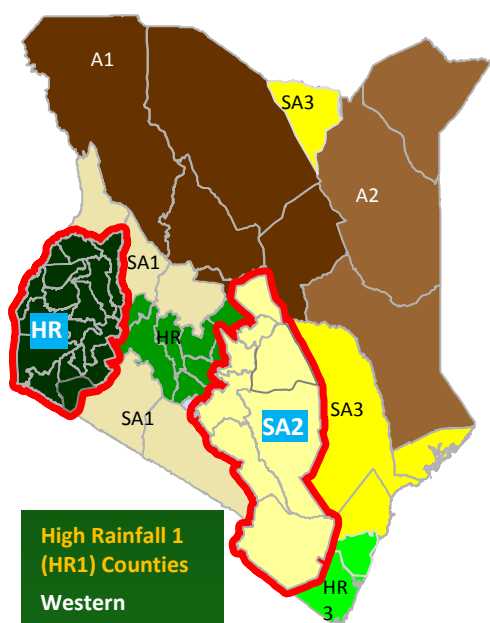 A1
SA3
A2
SA1
HR
HR
SA1
SA3
SA2
High Rainfall 1
(HR1) Counties
Western
HR
3